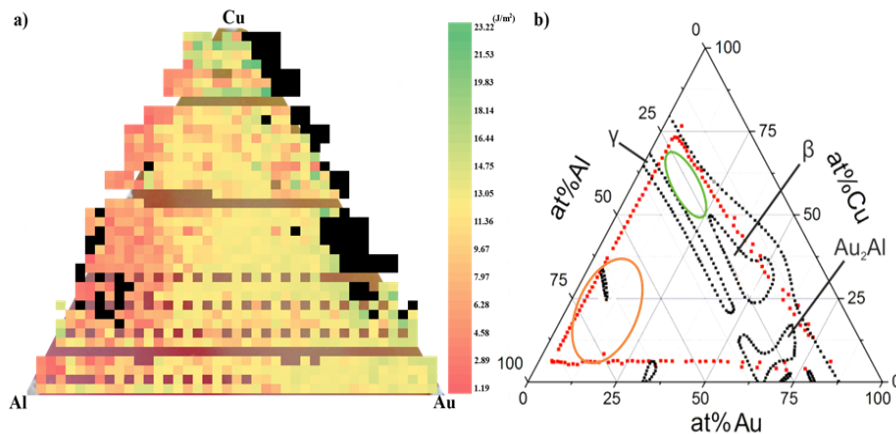 a)
Cu
(J/m²)
23.22
21.53
19.83
18.14
16.44
14.75
13.05
11.36
9.67
7.97
6.28
4.58
2.89
1.19
Al
Au
b)
0
100
25
75
γ
β
at%Al
at%Cu
50
50
Au₂Al
75
25
100
0
0
25
50
75
100
at%Au